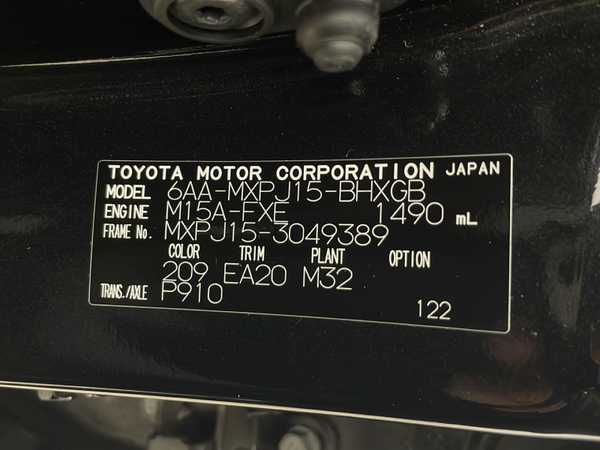 TOYOTA MOTOR CORPORATION JAPAN
MODEL 6AA-MXPJ15-BHXGB
ENGINE M15A-FXE 1490 mL
FRAME No. MXPJ15-3049389
COLOR TRIM PLANT OPTION
209 EA20 M32
TRANS./AXLE P910
122